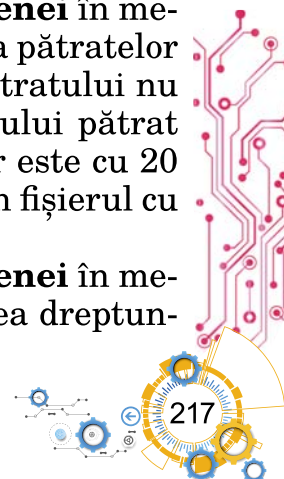 enei în me-
a pătratelor
tratului nu
ului pătrat
r este cu 20
n fișierul cu
enei în me-
ea dreptun-
217